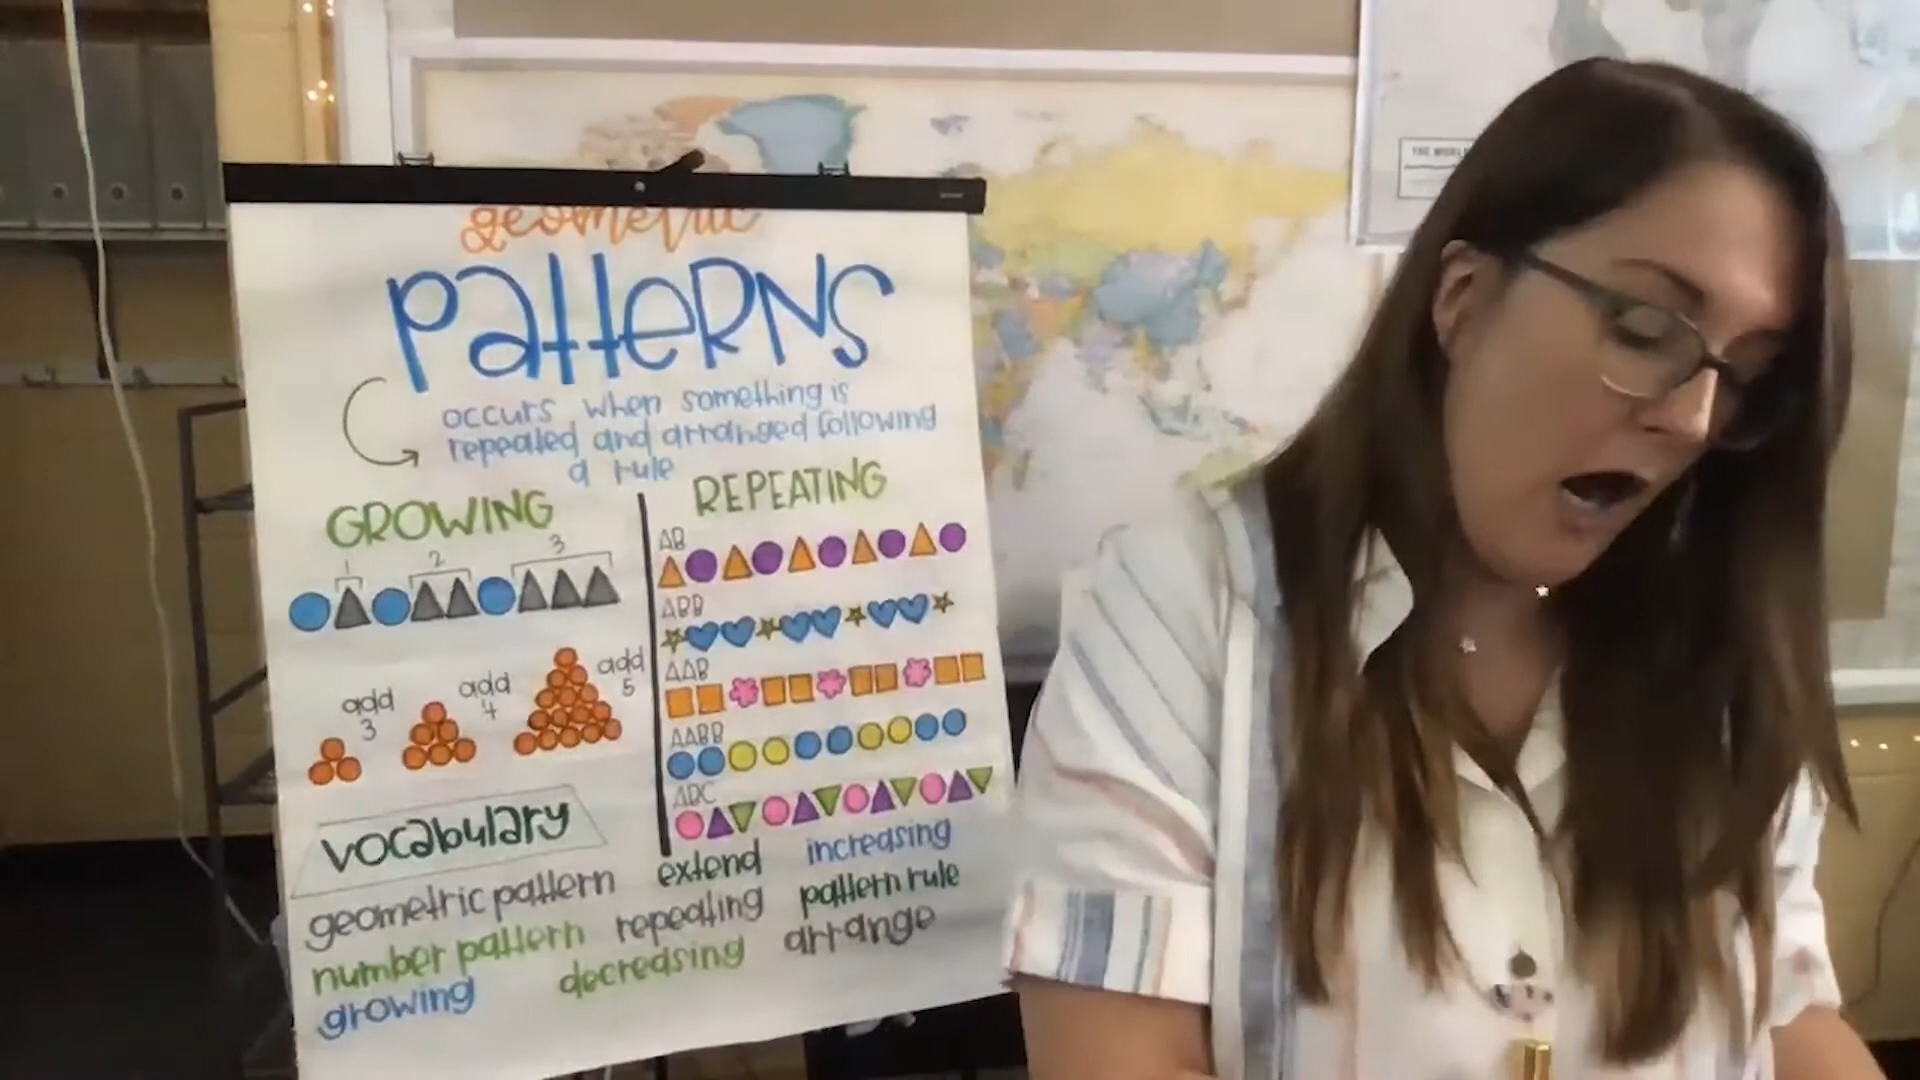 geometric
Patterns
occurs when something is
repeated and arranged following
a rule
GROWING
1 2 3
add
3
add
4
add
5
REPEATING
AB
ABB
AAB
AABB
ABC
vocabulary
geometric pattern
extend
increasing
number pattern
repeating
pattern rule
growing
decreasing
arrange
THE WORLD